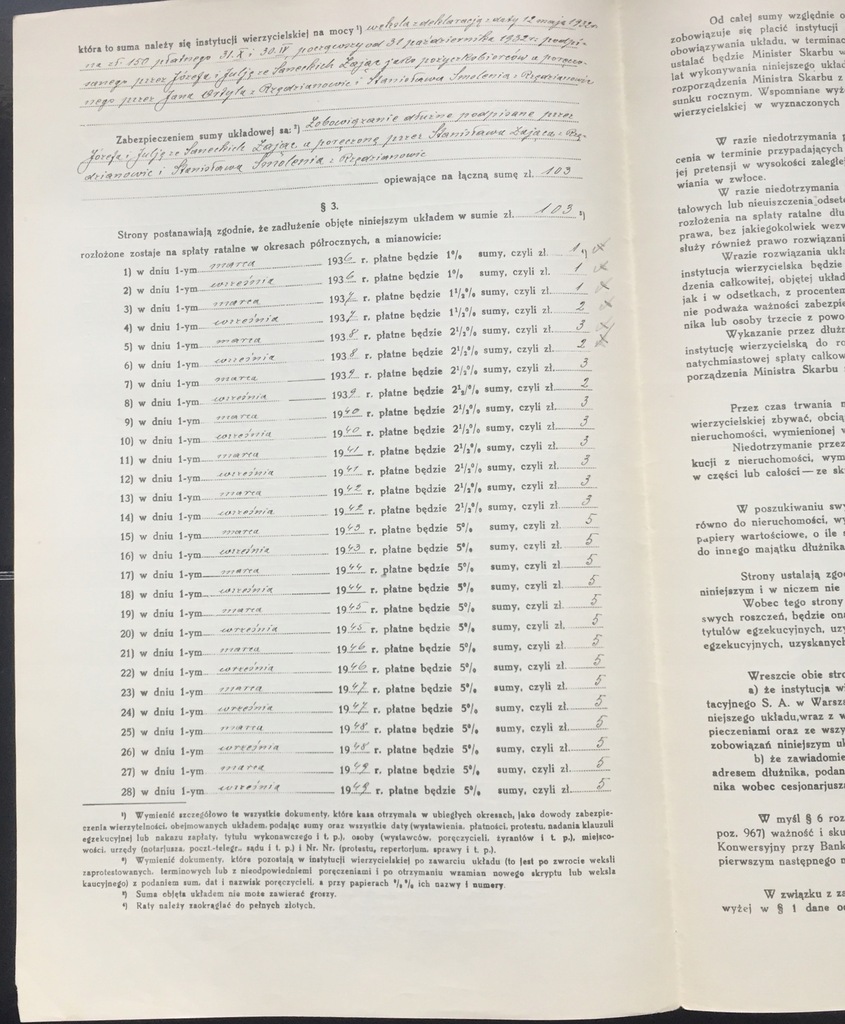 która to suma należy się instytucji wierzycielskiej na mocy ¹) weksla z deklaracją z daty 12 maja 1932 r.
na zł 150 płatnego 31.X i 30.IV począwszy od 31 października 1932 r. podpi-
sanego przez Józefa i Julję ze Saneckich Zając jako pożyczkobierców a poręczo-
nego przez Jana Ortyla z Rzędzianowic i Stanisława Smolenia z Rzędzianowic
Zabezpieczeniem sumy układowej są: ²) Zobowiązanie dłużne podpisane przez
Józefa i Julję ze Saneckich Zając a poręczone przez Stanisława Zająca z Rzę-
dzianowic i Stanisława Smolenia z Rzędzianowic
opiewające na łączną sumę zł. 103
§ 3.
Strony postanawiają zgodnie, że zadłużenie objęte niniejszym układem w sumie zł. 103 ³)
rozłożone zostaje na spłaty ratalne w okresach półrocznych, a mianowicie:
1) w dniu 1-ym marca 1936 r. płatne będzie 1% sumy, czyli zł. 1 ⁴)
2) w dniu 1-ym września 1936 r. płatne będzie 1% sumy, czyli zł. 1
3) w dniu 1-ym marca 1937 r. płatne będzie 1¹/₂% sumy, czyli zł. 1
4) w dniu 1-ym września 1937 r. płatne będzie 1¹/₂% sumy, czyli zł. 2
5) w dniu 1-ym marca 1938 r. płatne będzie 2¹/₂% sumy, czyli zł. 3
6) w dniu 1-ym września 1938 r. płatne będzie 2¹/₂% sumy, czyli zł. 2
7) w dniu 1-ym marca 1939 r. płatne będzie 2¹/₂% sumy, czyli zł. 3
8) w dniu 1-ym września 1939 r. płatne będzie 2¹/₂% sumy, czyli zł. 2
9) w dniu 1-ym marca 1940 r. płatne będzie 2¹/₂% sumy, czyli zł. 3
10) w dniu 1-ym września 1940 r. płatne będzie 2¹/₂% sumy, czyli zł. 3
11) w dniu 1-ym marca 1941 r. płatne będzie 2¹/₂% sumy, czyli zł. 3
12) w dniu 1-ym września 1941 r. płatne będzie 2¹/₂% sumy, czyli zł. 3
13) w dniu 1-ym marca 1942 r. płatne będzie 2¹/₂% sumy, czyli zł. 3
14) w dniu 1-ym września 1942 r. płatne będzie 2¹/₂% sumy, czyli zł. 3
15) w dniu 1-ym marca 1943 r. płatne będzie 5% sumy, czyli zł. 5
16) w dniu 1-ym września 1943 r. płatne będzie 5% sumy, czyli zł. 5
17) w dniu 1-ym marca 1944 r. płatne będzie 5% sumy, czyli zł. 5
18) w dniu 1-ym września 1944 r. płatne będzie 5% sumy, czyli zł. 5
19) w dniu 1-ym marca 1945 r. płatne będzie 5% sumy, czyli zł. 5
20) w dniu 1-ym września 1945 r. płatne będzie 5% sumy, czyli zł. 5
21) w dniu 1-ym marca 1946 r. płatne będzie 5% sumy, czyli zł. 5
22) w dniu 1-ym września 1946 r. płatne będzie 5% sumy, czyli zł. 5
23) w dniu 1-ym marca 1947 r. płatne będzie 5% sumy, czyli zł. 5
24) w dniu 1-ym września 1947 r. płatne będzie 5% sumy, czyli zł. 5
25) w dniu 1-ym marca 1948 r. płatne będzie 5% sumy, czyli zł. 5
26) w dniu 1-ym września 1948 r. płatne będzie 5% sumy, czyli zł. 5
27) w dniu 1-ym marca 1949 r. płatne będzie 5% sumy, czyli zł. 5
28) w dniu 1-ym września 1949 r. płatne będzie 5% sumy, czyli zł. 5
¹) Wymienić szczegółowo te wszystkie dokumenty, które kasa otrzymała w ubiegłych okresach, jako dowody zabezpie-
czenia wierzytelności, obejmowanych układem, podając sumy oraz wszystkie daty (wystawienia, płatności, protestu, nadania klauzuli
egzekucyjnej lub nakazu zapłaty, tytułu wykonawczego i t. p.), osoby (wystawców, poręczycieli, żyrantów i t. p.), miejsco-
wości, urzędy (notarjusza, poczt.-telegr., sądu i t. p.) i Nr. Nr. (protestu, repertorjum, sprawy i t. p.).
²) Wymienić dokumenty, które pozostają w instytucji wierzycielskiej po zawarciu układu (to jest po zwrocie weksli
zaprotestowanych, terminowych lub z nieodpowiedniemi poręczeniami i po otrzymaniu wzamian nowego skryptu lub weksla
kaucyjnego) z podaniem sum, dat i nazwisk poręczycieli, a przy papierach %% ich nazwy i numery.
³) Suma objęta układem nie może zawierać groszy.
⁴) Raty należy zaokrąglać do pełnych złotych.
Od całej sumy względnie o
zobowiązuje się płacić instytucji
obowiązywania układu, w terminac
ustalać będzie Minister Skarbu w
lat wykonywania niniejszego układ
rozporządzenia Ministra Skarbu z
sunku rocznym. Wspomniane wyż
wierzycielskiej w wyznaczonych
W razie niedotrzymania p
cenia w terminie przypadających
jej pretensji w wysokości zaległe
wiania w zwłoce.
W razie niedotrzymania
tałowych lub nieuiszczenia odsete
rozłożenia na spłaty ratalne dłu
prawa, bez jakiegokolwiek wezw
służy również prawo rozwiązani
W razie rozwiązania ukła
instytucja wierzycielska będzie
dzenia całkowitej, objętej układ
jak i w odsetkach, z procentem
nie podważa ważności zabezpie
nika lub osoby trzecie z powo
Wykazanie przez dłużn
instytucję wierzycielską do ro
natychmiastowej spłaty całkow
porządzenia Ministra Skarbu
Przez czas trwania n
wierzycielskiej zbywać, obcią
nieruchomości, wymienionej w
Niedotrzymanie przez
kucji z nieruchomości, wym
w części lub całości — ze sk
W poszukiwaniu sw
równo do nieruchomości, wy
papiery wartościowe, o ile
do innego majątku dłużnika
Strony ustalają zgo
niniejszym i w niczem nie
Wobec tego strony
swych roszczeń, będzie on
tytułów egzekucyjnych, uzy
egzekucyjnych, uzyskanych
Wreszcie obie stro
a) że instytucja wi
tacyjnego S. A. w Warsza
niejszego układu, wraz z w
pieczeniami oraz ze wszy
zobowiązań niniejszym uk
b) że zawiadomie
adresem dłużnika, podan
nika wobec cesjonarjusza
W myśl § 6 roz
poz. 967) ważność i sku
Konwersyjny przy Bank
pierwszym następnego m
W związku z za
wyżej w § 1 dane o